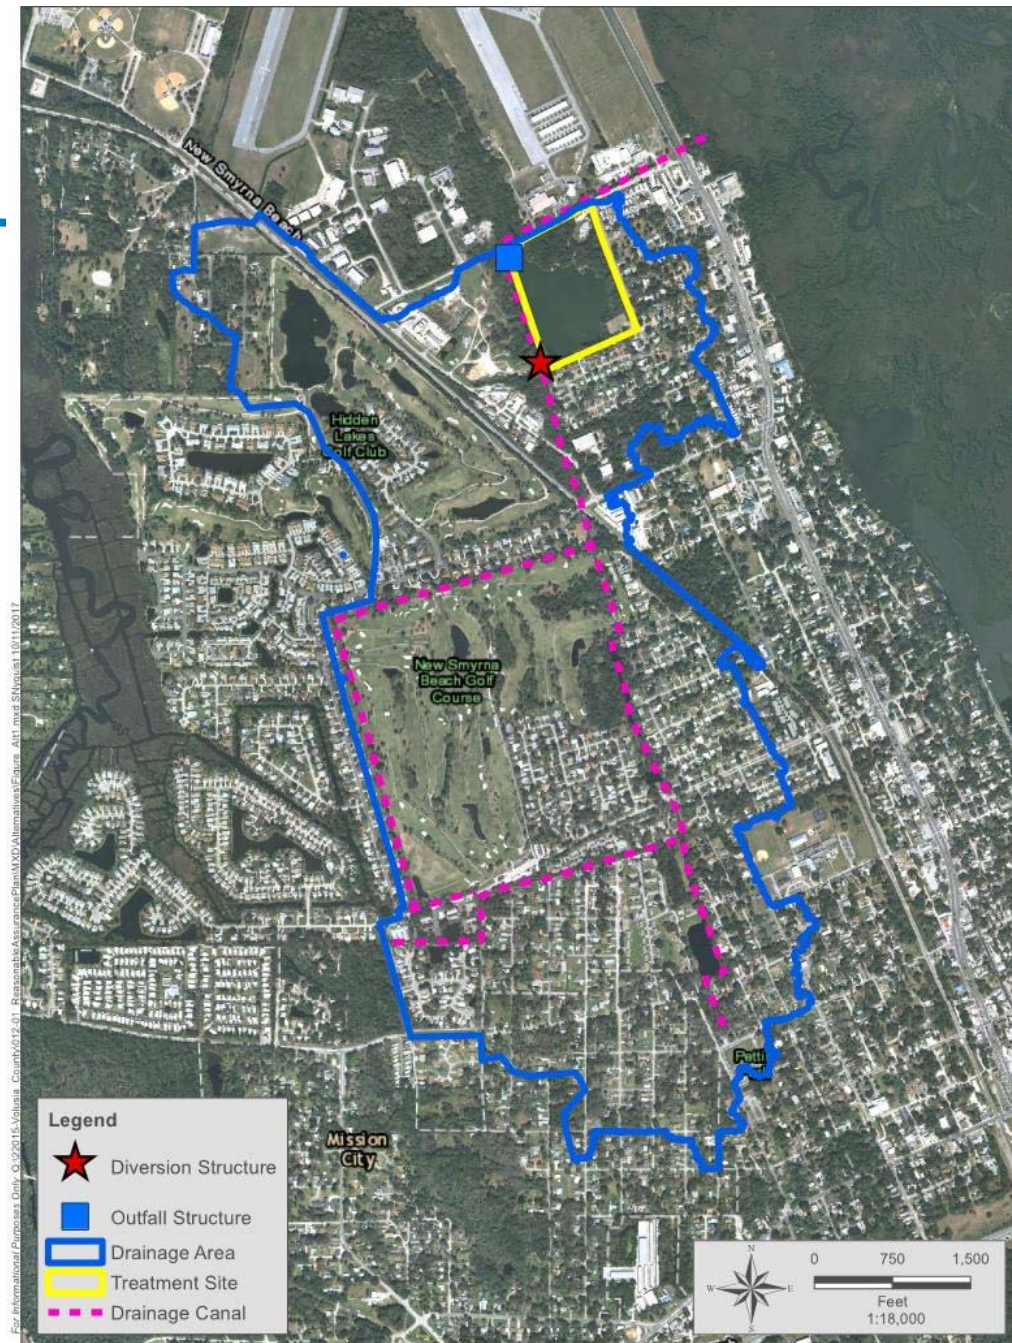 New Smyrna Beach
Hidden
Lakes
Golf Club
New Smyrna
Beach Golf
Course
Petti
Mission
City
Legend
Diversion Structure
Outfall Structure
Drainage Area
Treatment Site
Drainage Canal
N
W
E
S
0 750 1,500
Feet
1:18,000